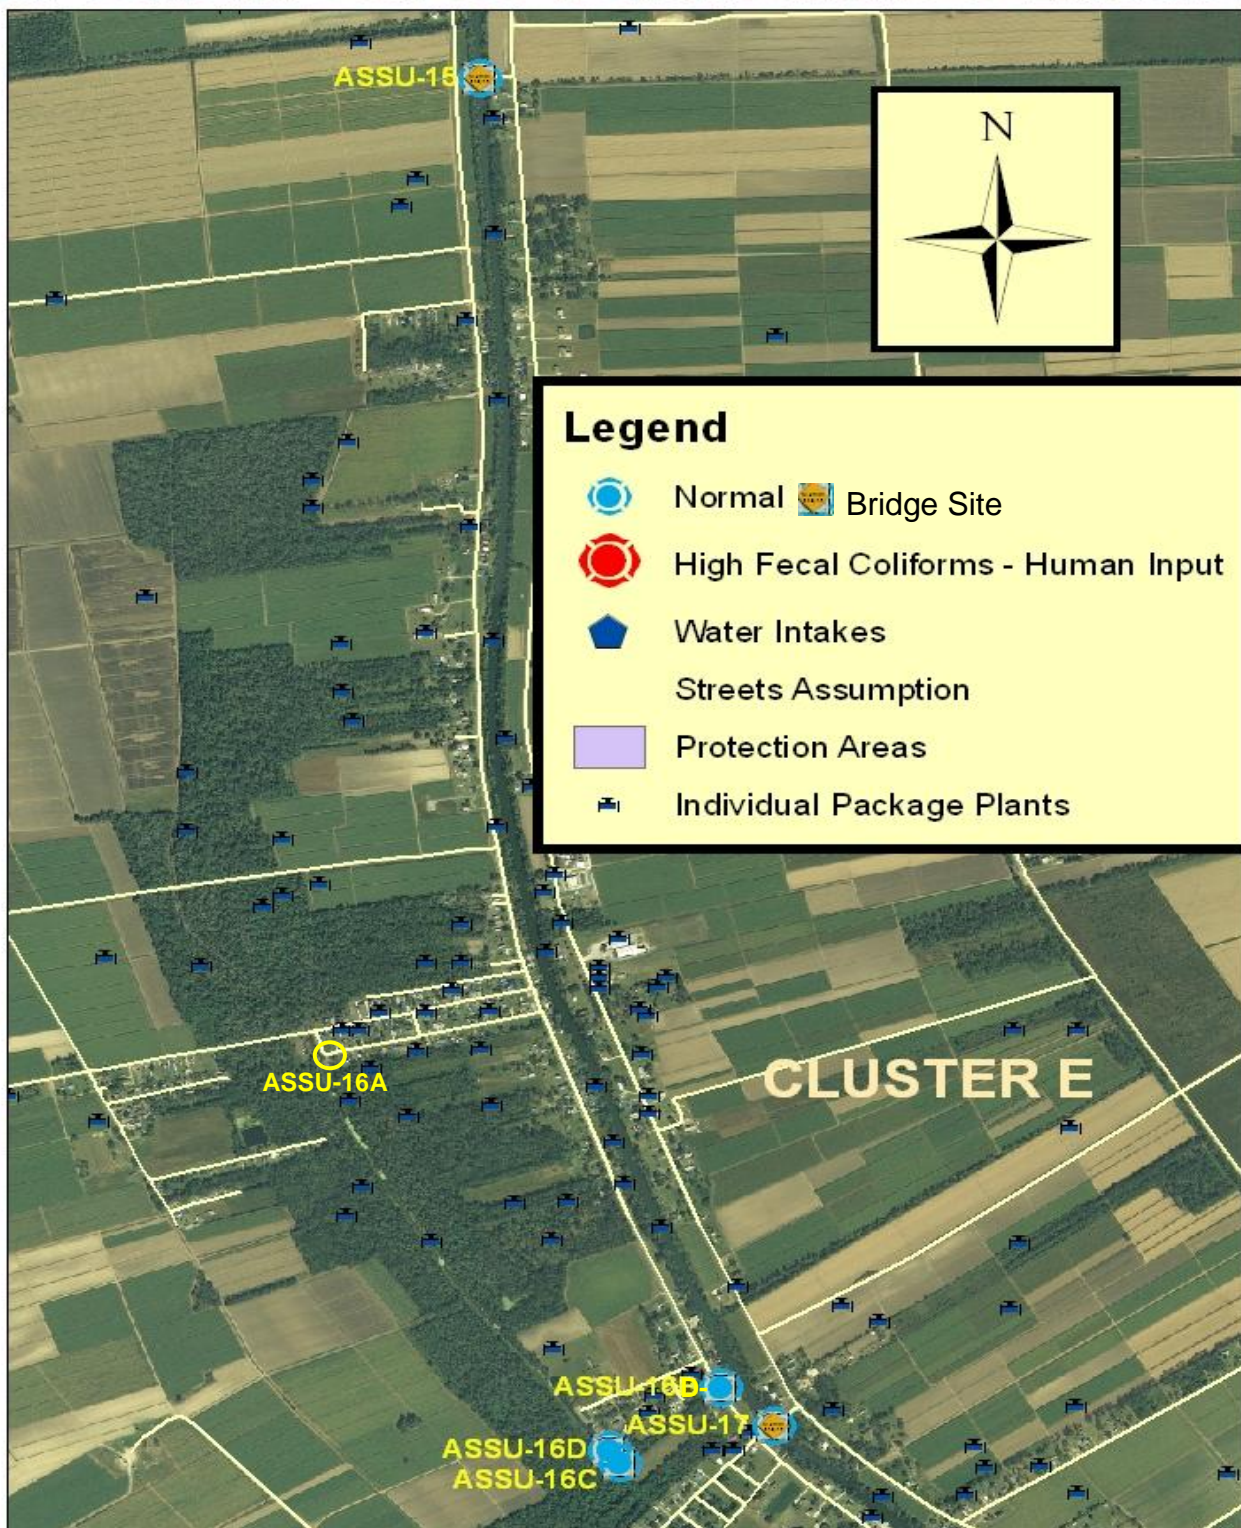 ASSU-15
N
Legend
Normal Bridge Site
High Fecal Coliforms - Human Input
Water Intakes
Streets Assumption
Protection Areas
Individual Package Plants
ASSU-16A
CLUSTER E
ASSU-16B-
ASSU-17
ASSU-16D
ASSU-16C